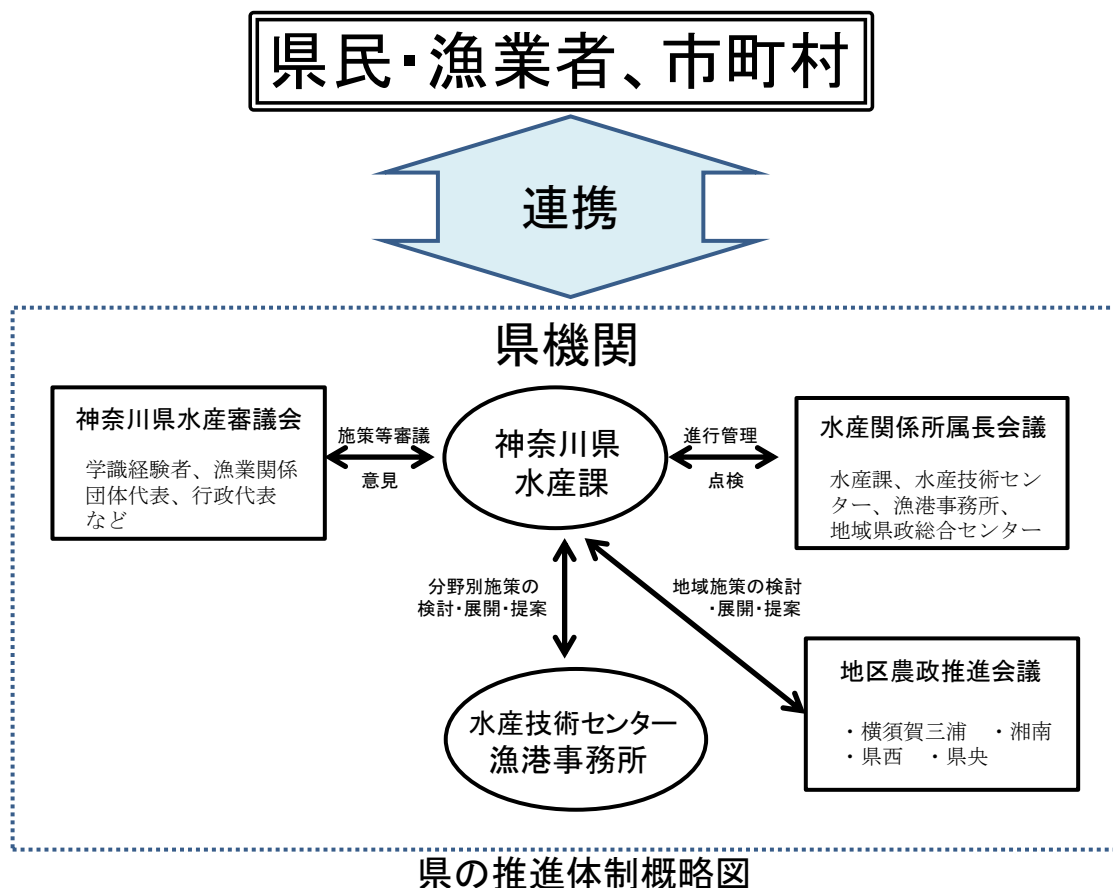 県民・漁業者、市町村
連携
県機関
神奈川県水産審議会
学識経験者、漁業関係
団体代表、行政代表
など
施策等審議
意見
神奈川県
水産課
進行管理
点検
水産関係所属長会議
水産課、水産技術セン
ター、漁港事務所、
地域県政総合センター
分野別施策の
検討・展開・提案
地域施策の検討
・展開・提案
水産技術センター
漁港事務所
地区農政推進会議
・横須賀三浦　・湘南
・県西　・県央
県の推進体制概略図